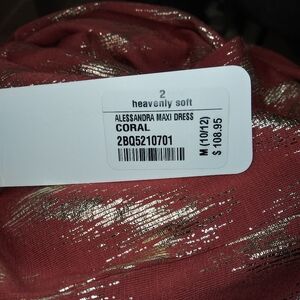 2
heavenly soft
ALESSANDRA MAXI DRESS
CORAL
2BQ5210701
M (10/12)
$ 108.95